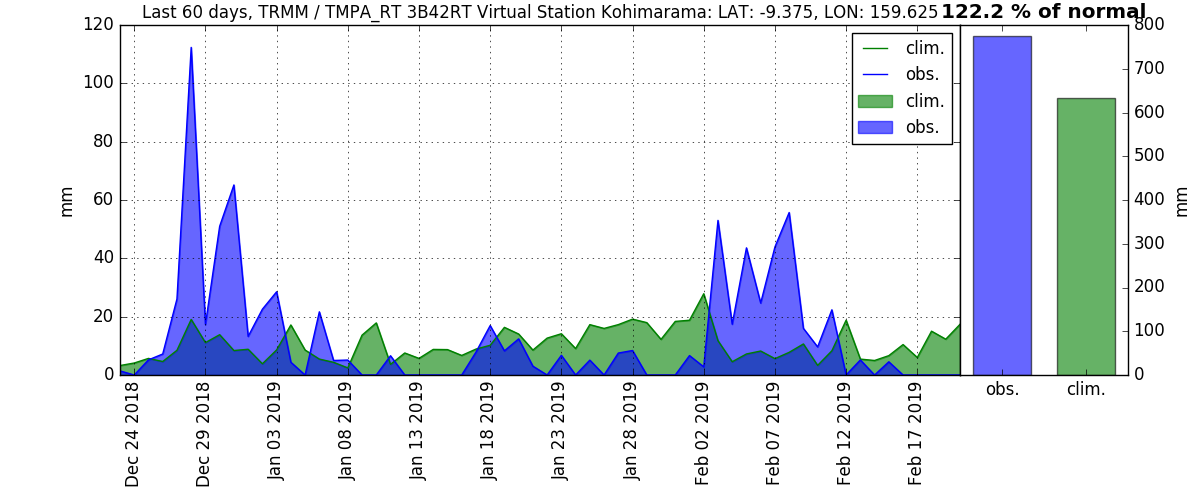 Last 60 days, TRMM / TMPA_RT 3B42RT Virtual Station Kohimarama: LAT: -9.375, LON: 159.625
122.2 % of normal
120
100
80
60
40
20
0
mm
clim.
obs.
clim.
obs.
800
700
600
500
400
300
200
100
0
mm
Dec 24 2018
Dec 29 2018
Jan 03 2019
Jan 08 2019
Jan 13 2019
Jan 18 2019
Jan 23 2019
Jan 28 2019
Feb 02 2019
Feb 07 2019
Feb 12 2019
Feb 17 2019
obs.
clim.